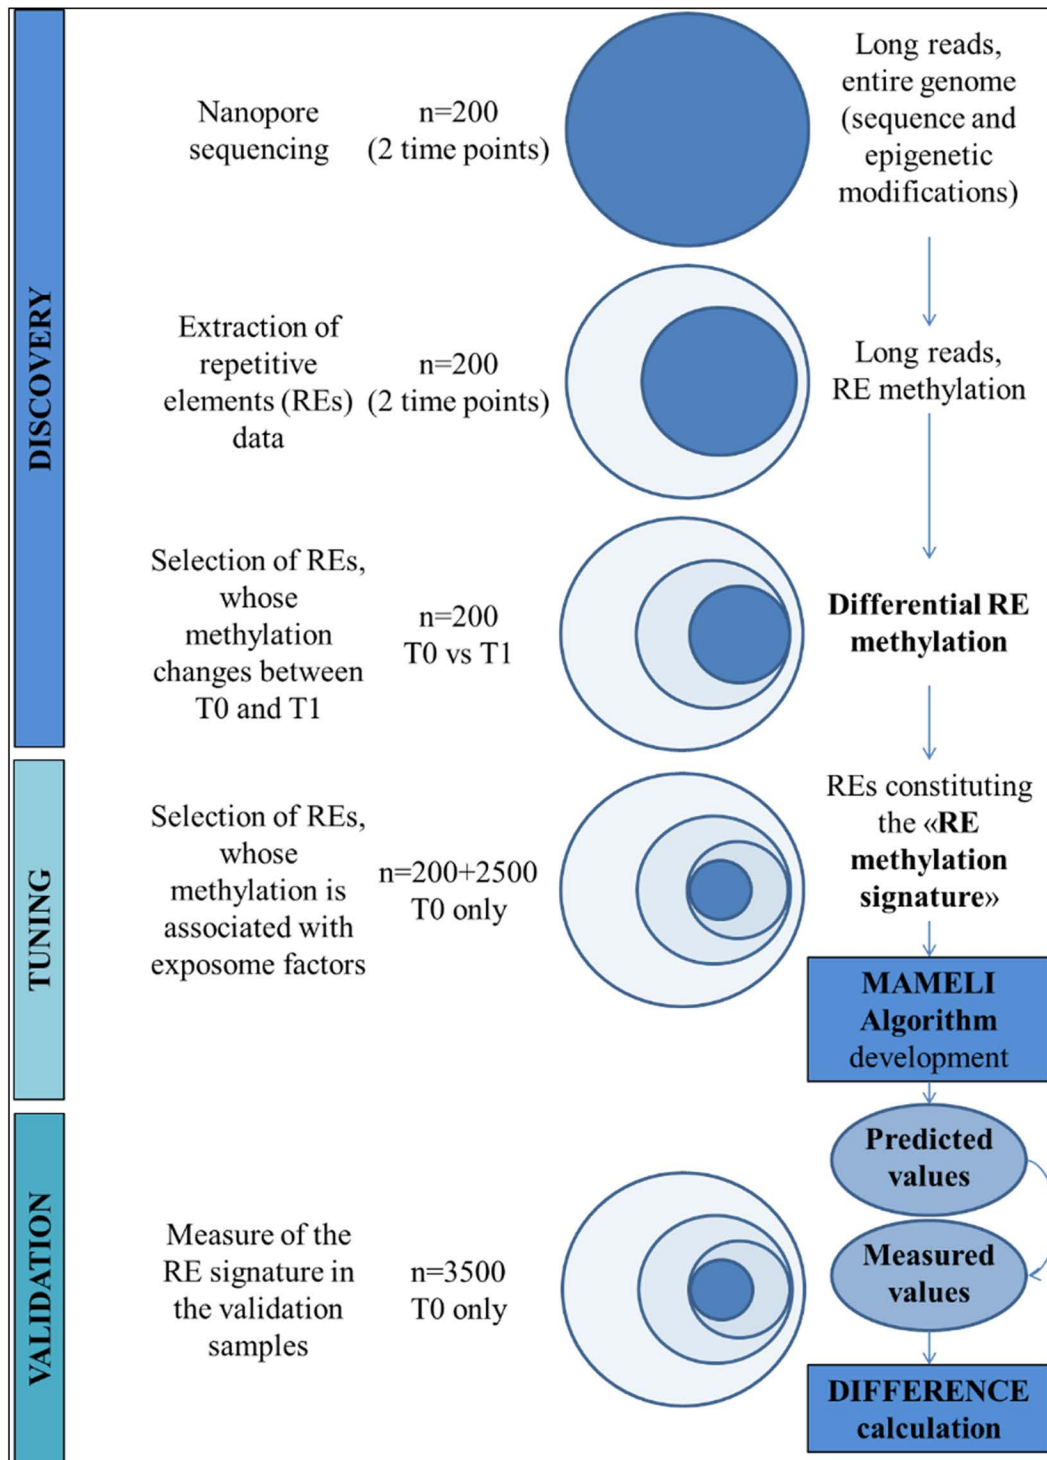 DISCOVERY
Nanopore
sequencing
n=200
(2 time points)
Long reads,
entire genome
(sequence and
epigenetic
modifications)
Extraction of
repetitive
elements (REs)
data
n=200
(2 time points)
Long reads,
RE methylation
Selection of REs,
whose
methylation
changes between
T0 and T1
n=200
T0 vs T1
Differential RE
methylation
TUNING
Selection of REs,
whose
methylation is
associated with
exposome factors
n=200+2500
T0 only
REs constituting
the «RE
methylation
signature»
MAMELI
Algorithm
development
Predicted
values
VALIDATION
Measure of the
RE signature in
the validation
samples
n=3500
T0 only
Measured
values
DIFFERENCE
calculation